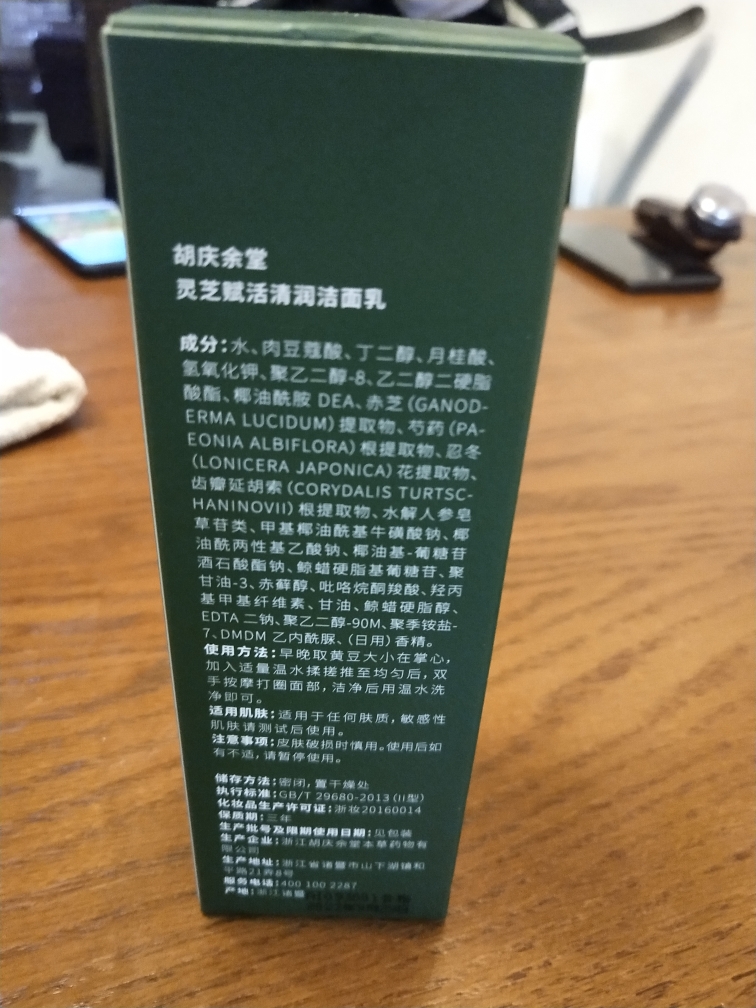 胡庆余堂
灵芝赋活清润洁面乳
成分：水、肉豆蔻酸、丁二醇、月桂酸、
氢氧化钾、聚乙二醇-8、乙二醇二硬脂
酸酯、椰油酰胺 DEA、赤芝（GANOD-
ERMA LUCIDUM）提取物、芍药（PA-
EONIA ALBIFLORA）根提取物、忍冬
（LONICERA JAPONICA）花提取物、
齿瓣延胡索（CORYDALIS TURTSC-
HANINOVII）根提取物、水解人参皂
草苷类、甲基椰油酰基牛磺酸钠、椰
油酰两性基乙酸钠、椰油基-葡糖苷
酒石酸酯钠、鲸蜡硬脂基葡糖苷、聚
甘油-3、赤藓醇、吡咯烷酮羧酸、羟丙
基甲基纤维素、甘油、鲸蜡硬脂醇、
EDTA 二钠、聚乙二醇-90M、聚季铵盐-
7、DMDM 乙内酰脲、（日用）香精。
使用方法：早晚取黄豆大小在掌心，
加入适量温水揉搓推至均匀后，双
手按摩打圈面部，洁净后用温水洗
净即可。
适用肌肤：适用于任何肤质，敏感性
肌肤请测试后使用。
注意事项：皮肤破损时慎用。使用后如
有不适，请暂停使用。
储存方法：密闭，置干燥处
执行标准：GB/T 29680-2013（II型）
化妆品生产许可证：浙妆20160014
保质期：三年
生产批号及限期使用日期：见包装
生产企业：浙江胡庆余堂本草药物有
限公司
生产地址：浙江省诸暨市山下湖镇和
平路21弄8号
服务电话：400 100 2287
产地：浙江诸暨